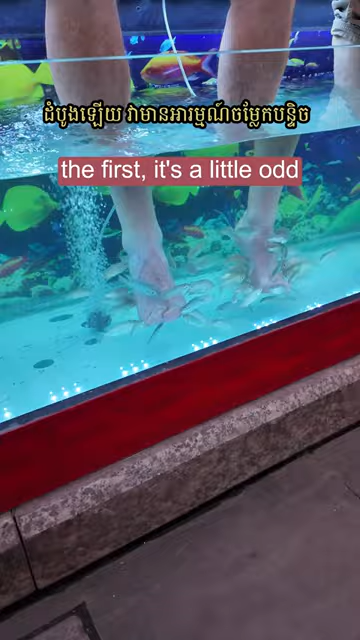 ដំបូងឡើយ វាមានអារម្មណ៍ចម្លែកបន្ទិច
the first, it's a little odd